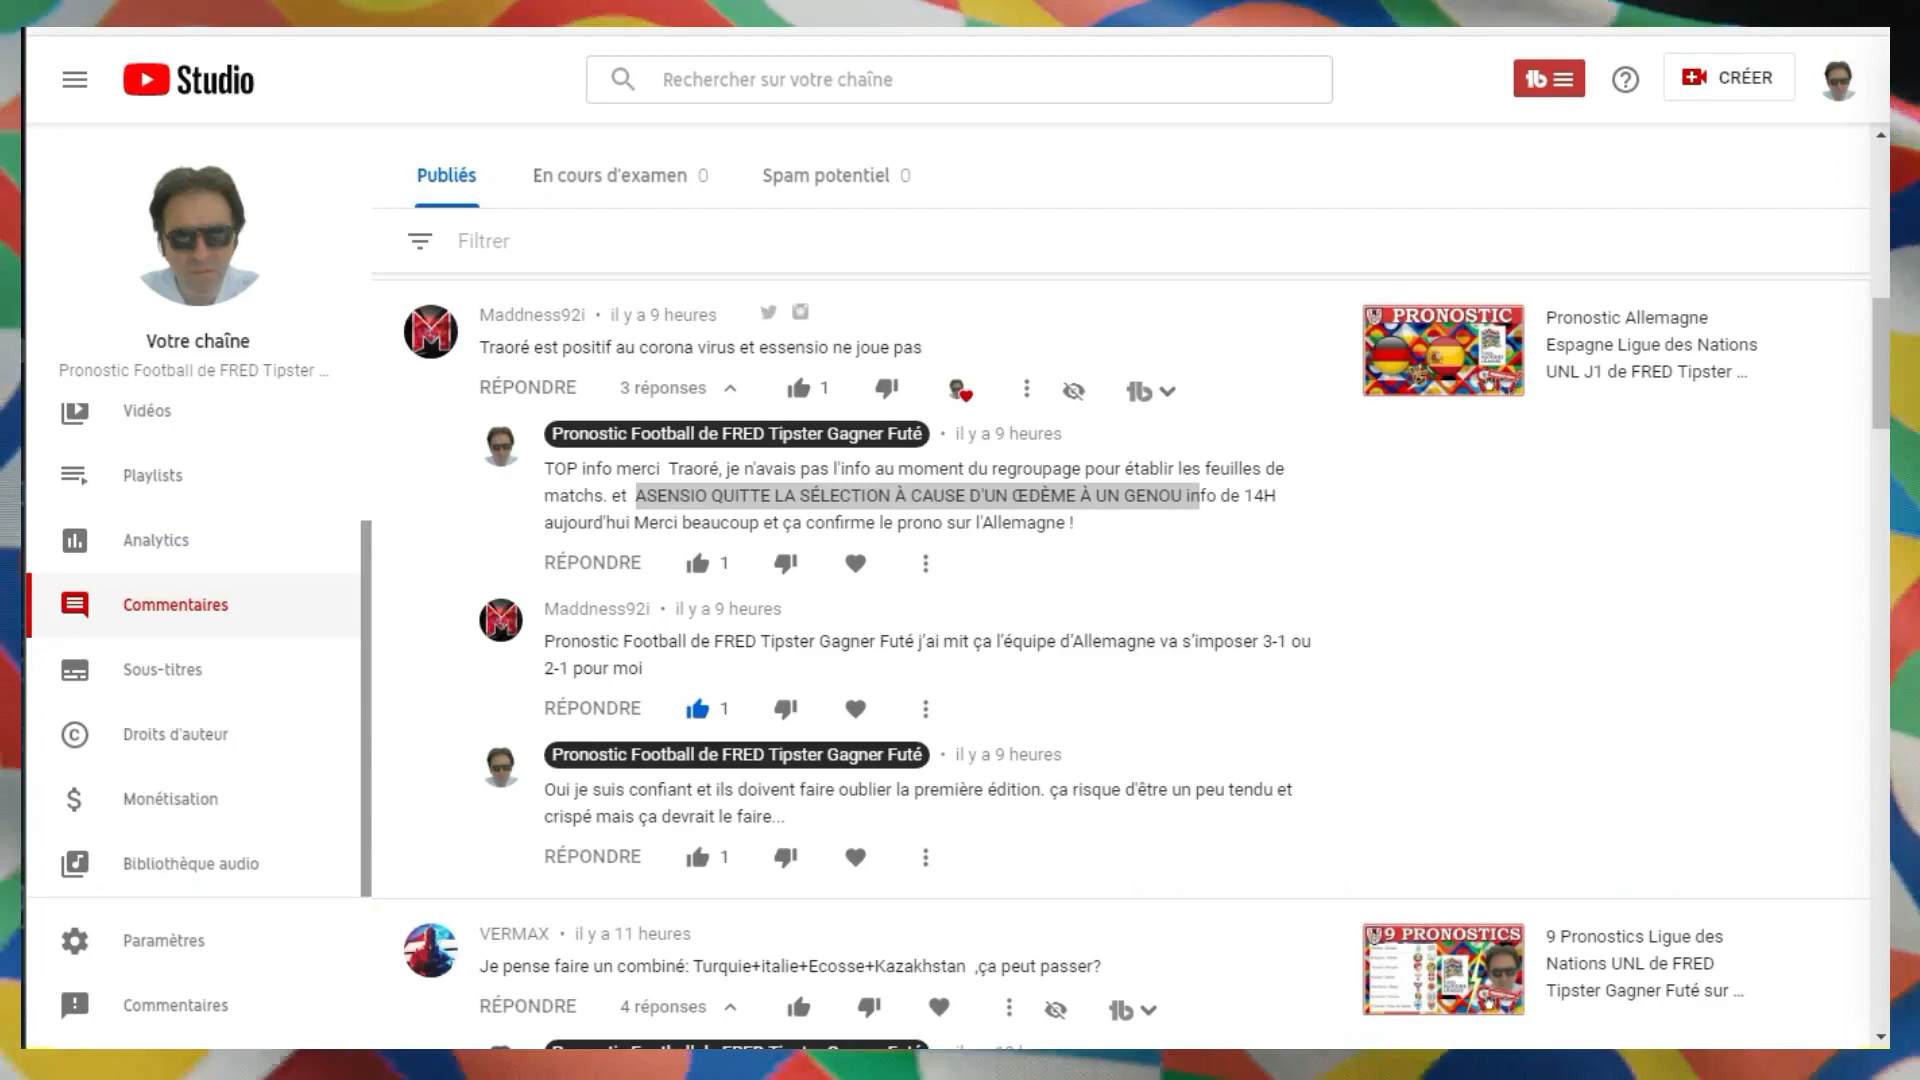 Studio
Rechercher sur votre chaîne
CRÉER
Votre chaîne
Pronostic Football de FRED Tipster ...
Vidéos
Playlists
Analytics
Commentaires
Sous-titres
Droits d'auteur
Monétisation
Bibliothèque audio
Paramètres
Commentaires
Publiés
En cours d'examen 0
Spam potentiel 0
Filtrer
Maddness92i • il y a 9 heures
Traoré est positif au corona virus et essensio ne joue pas
RÉPONDRE 3 réponses 1
PRONOSTIC
Pronostic Allemagne
Espagne Ligue des Nations
UNL J1 de FRED Tipster ...
Pronostic Football de FRED Tipster Gagner Futé • il y a 9 heures
TOP info merci Traoré, je n'avais pas l'info au moment du regroupage pour établir les feuilles de
matchs. et ASENSIO QUITTE LA SÉLECTION À CAUSE D'UN ŒDÈME À UN GENOU info de 14H
aujourd'hui Merci beaucoup et ça confirme le prono sur l'Allemagne !
RÉPONDRE 1
Maddness92i • il y a 9 heures
Pronostic Football de FRED Tipster Gagner Futé j’ai mit ça l’équipe d’Allemagne va s’imposer 3-1 ou
2-1 pour moi
RÉPONDRE 1
Pronostic Football de FRED Tipster Gagner Futé • il y a 9 heures
Oui je suis confiant et ils doivent faire oublier la première édition. ça risque d'être un peu tendu et
crispé mais ça devrait le faire...
RÉPONDRE 1
VERMAX • il y a 11 heures
Je pense faire un combiné: Turquie+italie+Ecosse+Kazakhstan ,ça peut passer?
RÉPONDRE 4 réponses
9 PRONOSTICS
9 Pronostics Ligue des
Nations UNL de FRED
Tipster Gagner Futé sur ...